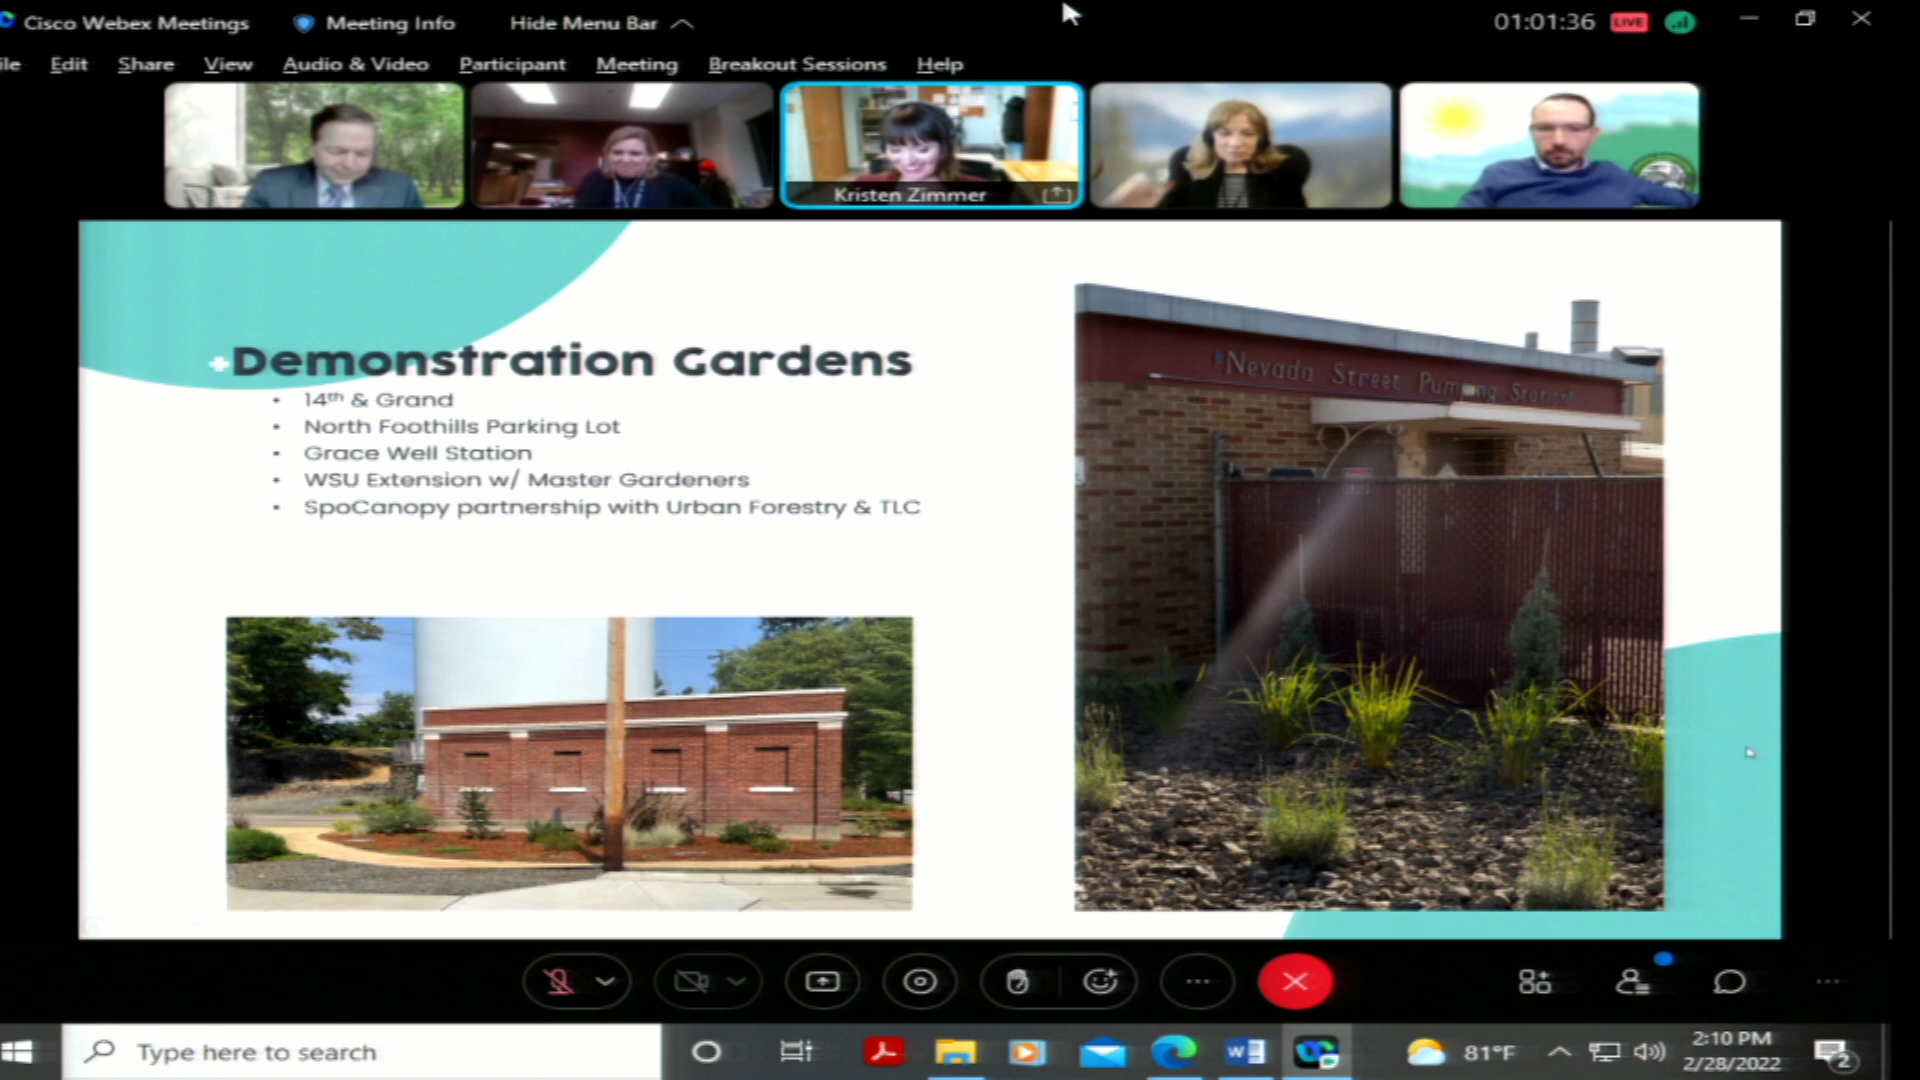 Cisco Webex Meetings
Meeting Info
Hide Menu Bar
01:01:36
LIVE
ile
Edit
Share
View
Audio & Video
Participant
Meeting
Breakout Sessions
Help
Kristen Zimmer
Demonstration Gardens
• 14th & Grand
• North Foothills Parking Lot
• Grace Well Station
• WSU Extension w/ Master Gardeners
• SpoCanopy partnership with Urban Forestry & TLC
Nevada Street Pumping Station
Type here to search
W
81°F
2:10 PM
2/28/2022
2